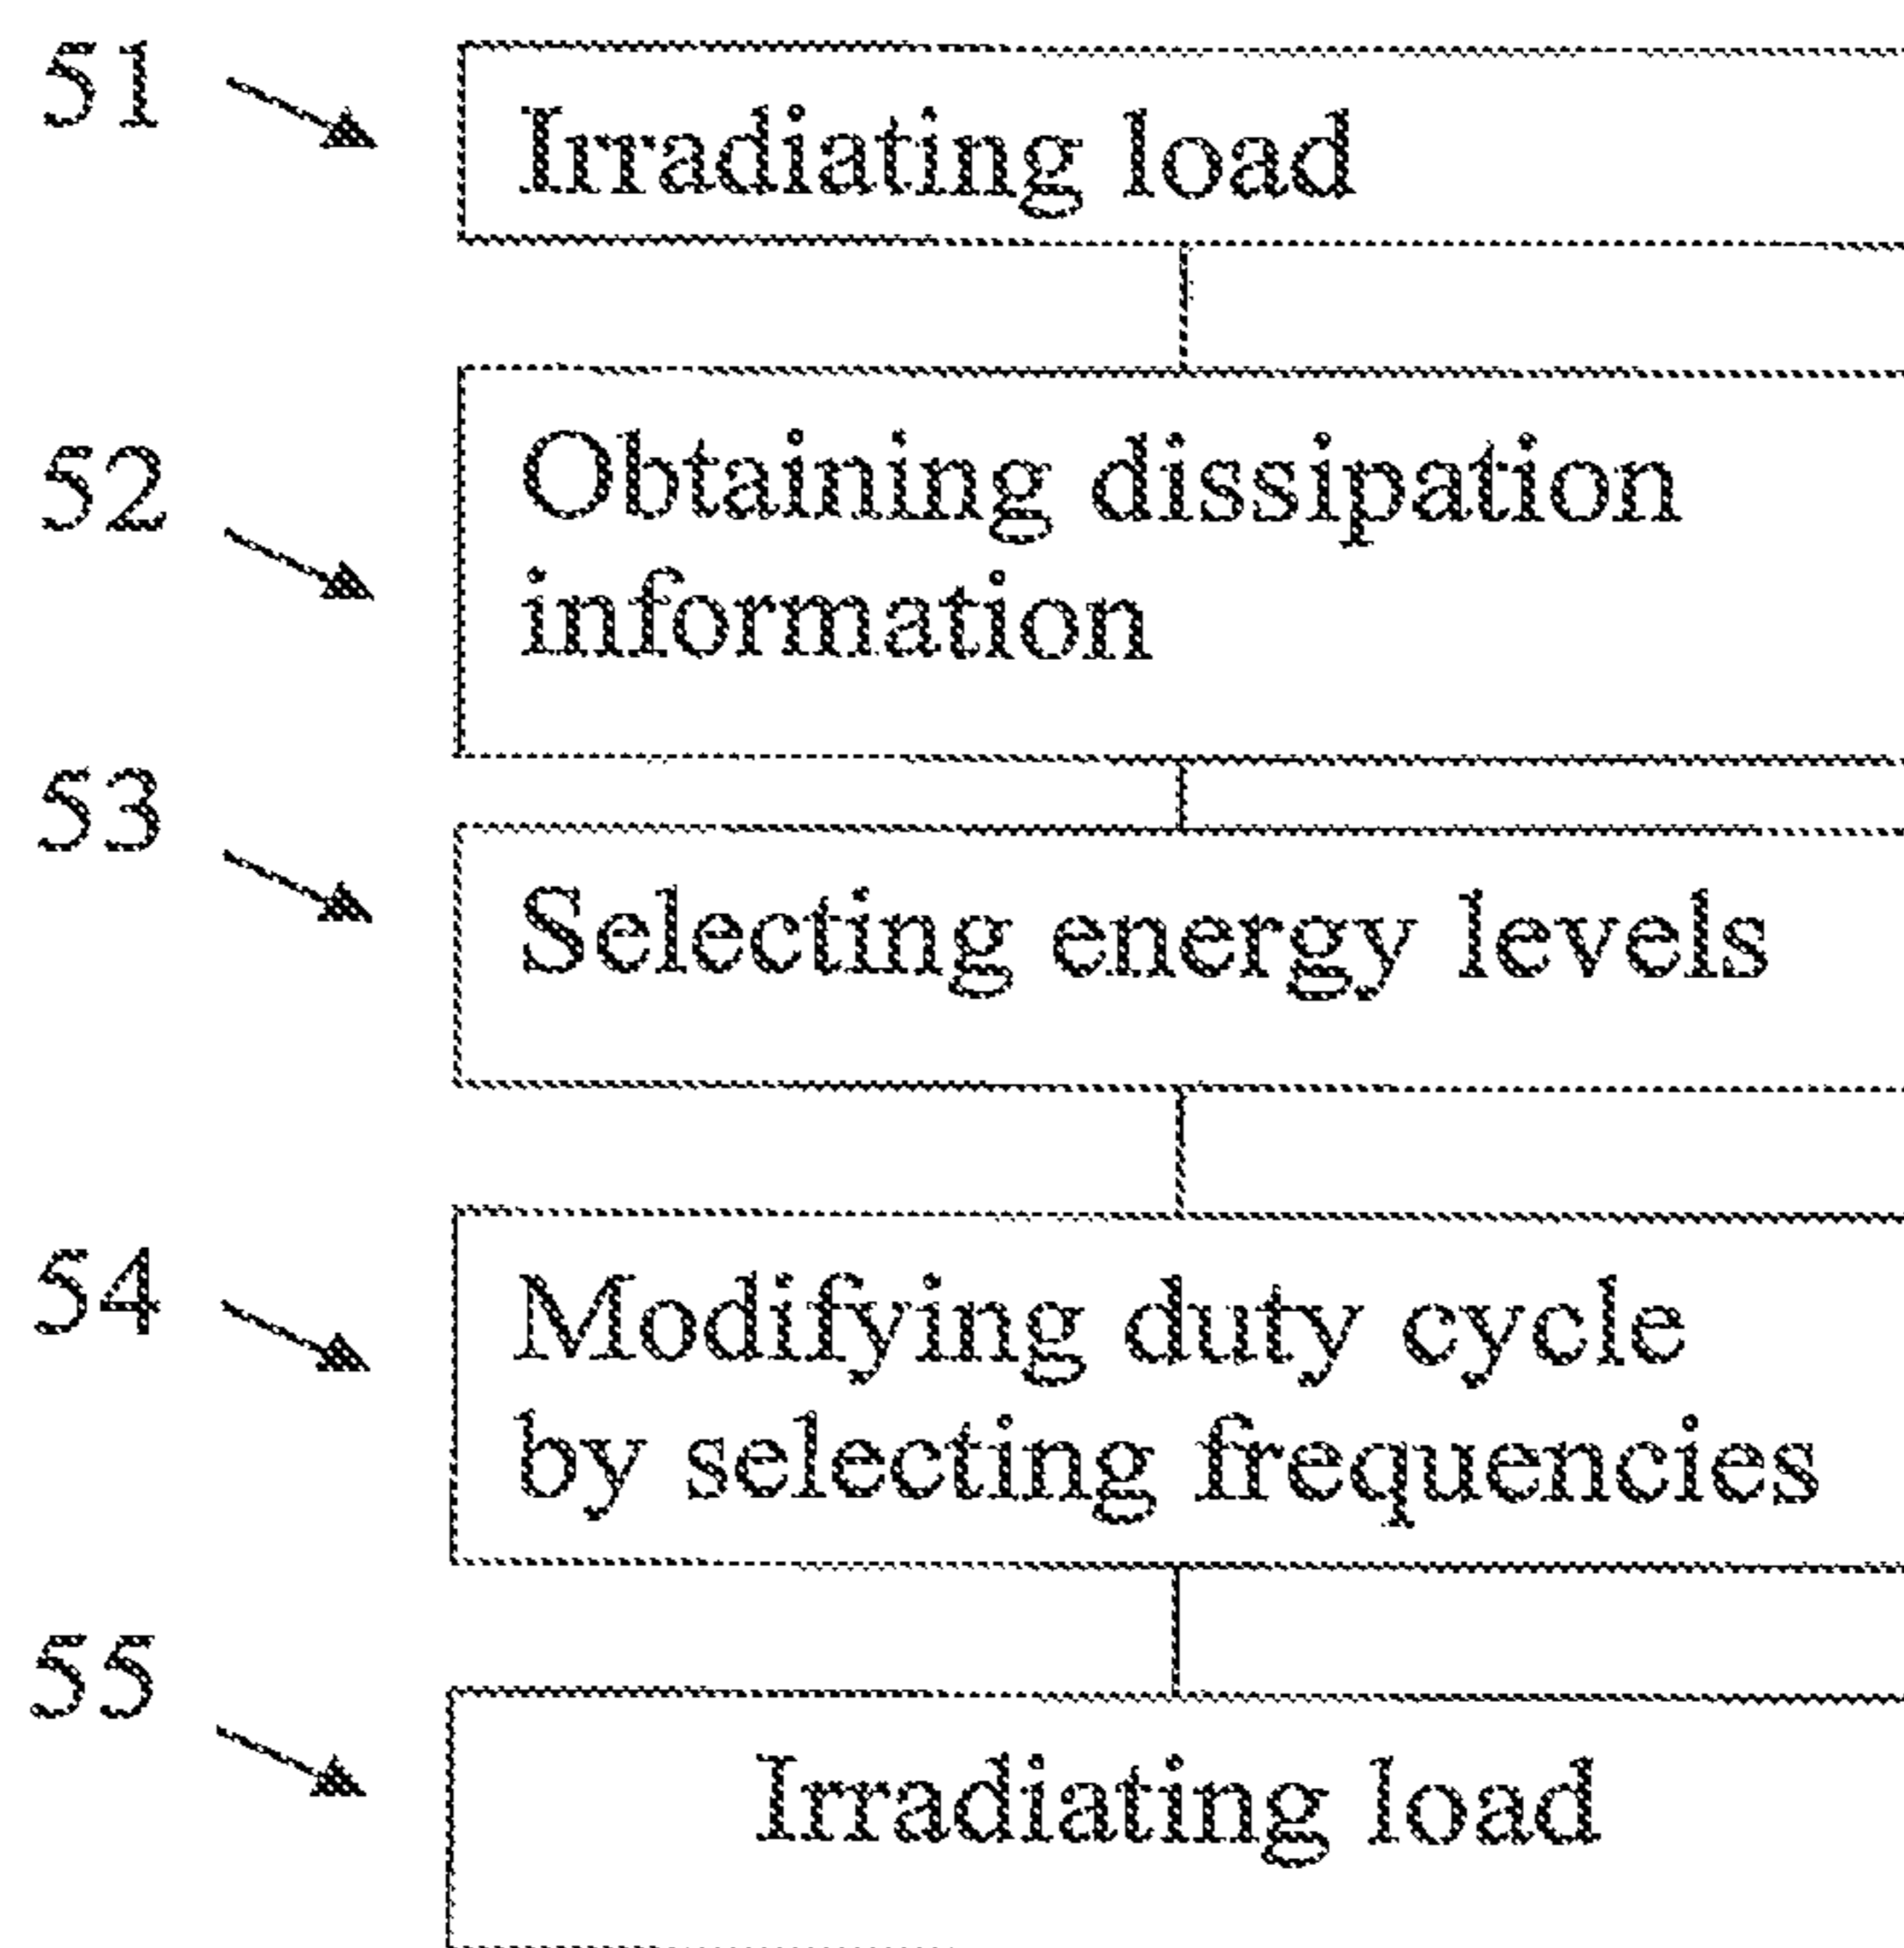 51
Irradiating load
52
Obtaining dissipation
information
53
Selecting energy levels
54
Modifying duty cycle
by selecting frequencies
55
Irradiating load